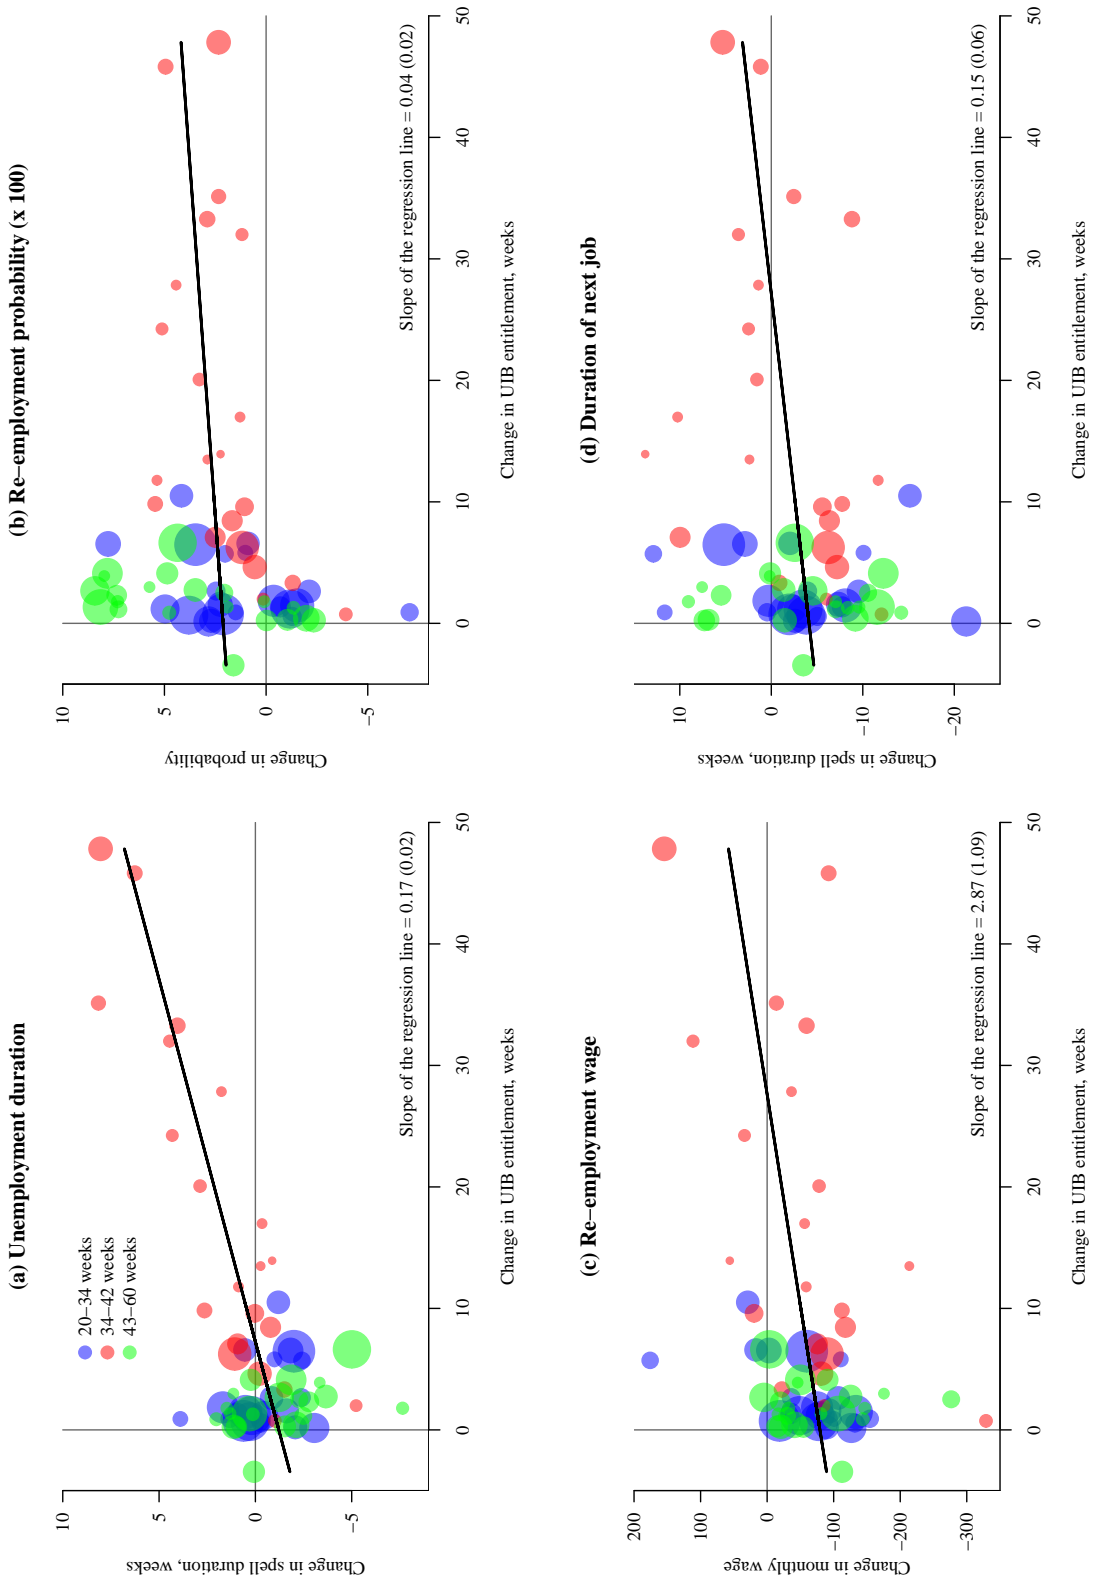 (a) Unemployment duration
Change in spell duration, weeks
10
5
0
−5
20−34 weeks
34−42 weeks
43−60 weeks
Slope of the regression line = 0.17 (0.02)
0
10
20
30
40
50
Change in UIB entitlement, weeks
(b) Re−employment probability (x 100)
Change in probability
10
5
0
−5
Slope of the regression line = 0.04 (0.02)
0
10
20
30
40
50
Change in UIB entitlement, weeks
(c) Re−employment wage
Change in monthly wage
200
100
0
−100
−200
−300
Slope of the regression line = 2.87 (1.09)
0
10
20
30
40
50
Change in UIB entitlement, weeks
(d) Duration of next job
Change in spell duration, weeks
10
0
−10
−20
Slope of the regression line = 0.15 (0.06)
0
10
20
30
40
50
Change in UIB entitlement, weeks